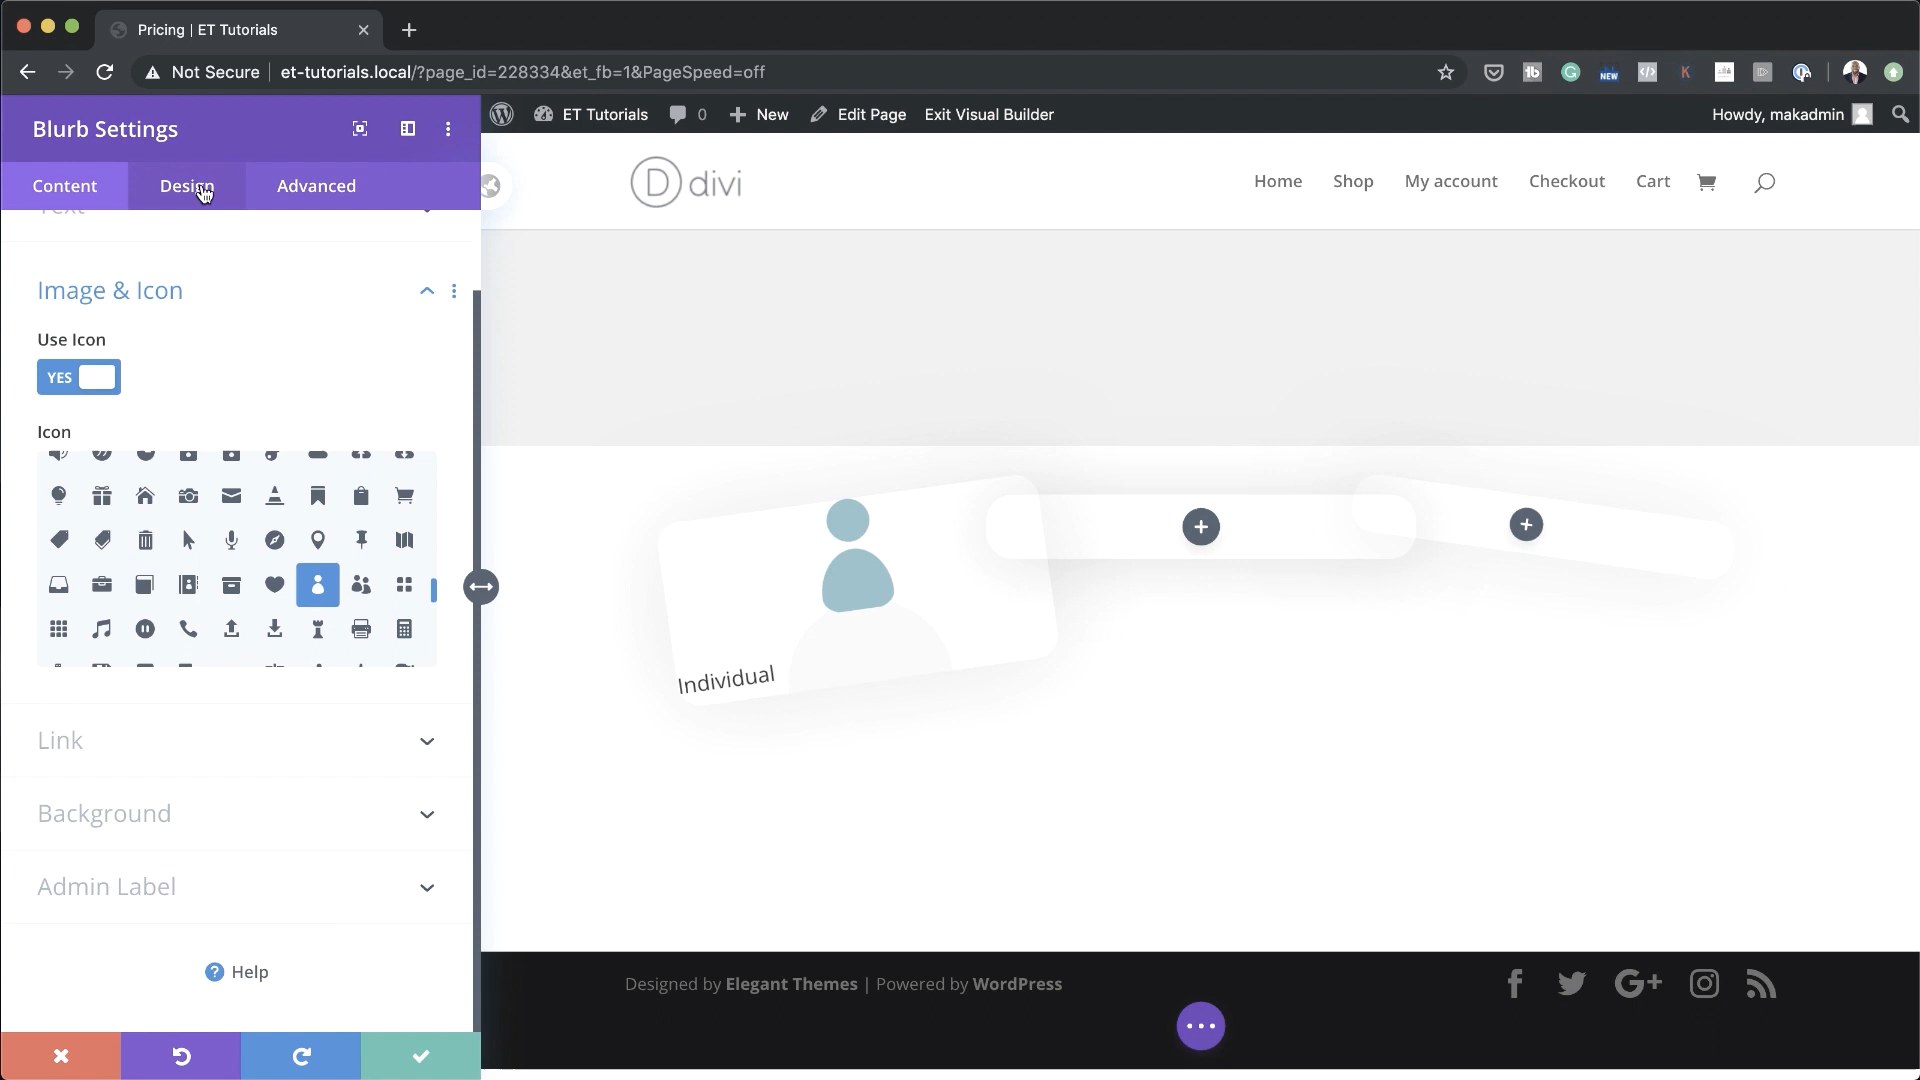 Pricing | ET Tutorials
Not Secure
et-tutorials.local/?page_id=228334&et_fb=1&PageSpeed=off
NEW
ET Tutorials
0
New
Edit Page
Exit Visual Builder
Howdy, makadmin
Blurb Settings
Content
Design
Advanced
Text
divi
Home
Shop
My account
Checkout
Cart
Image & Icon
Use Icon
YES
Icon
Individual
Link
Background
Admin Label
Help
Designed by Elegant Themes | Powered by WordPress